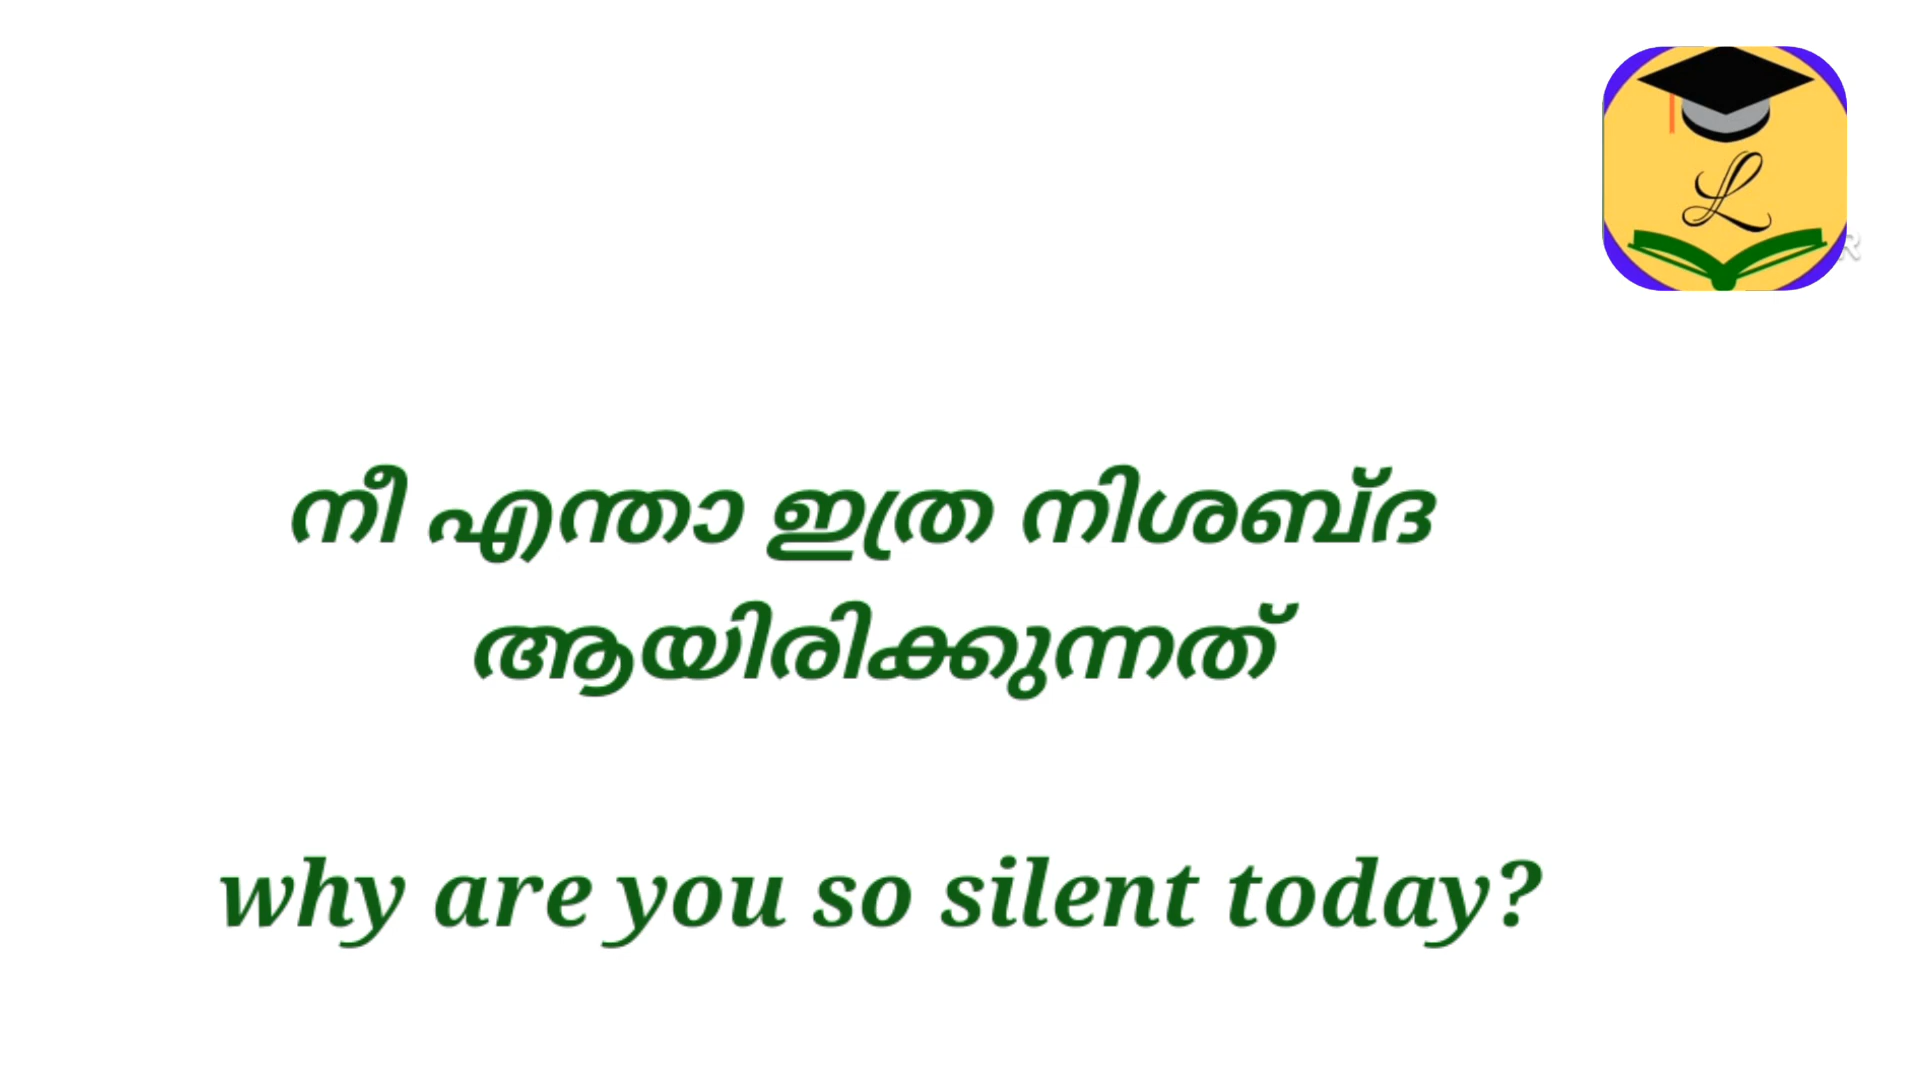 L
നീ എന്താ ഇത്ര നിശബ്ദ
ആയിരിക്കുന്നത്
why are you so silent today?